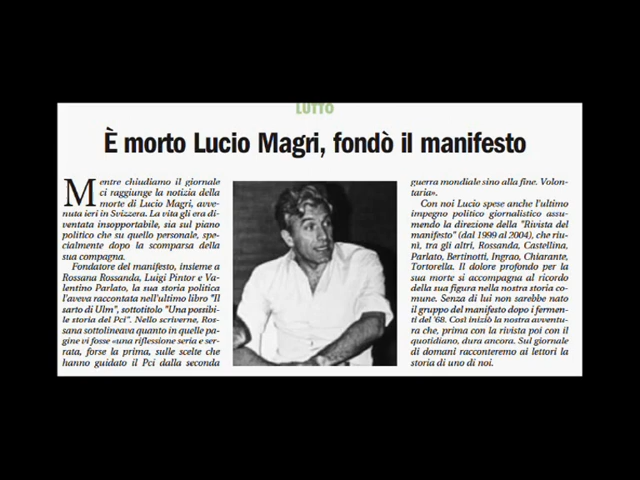 LUTTO
È morto Lucio Magri, fondò il manifesto
Mentre chiudiamo il giornale
ci raggiunge la notizia della
morte di Lucio Magri, avve-
nuta ieri in Svizzera. La vita gli era di-
ventata insopportabile, sia sul piano
politico che su quello personale, spe-
cialmente dopo la scomparsa della
sua compagna.
Fondatore del manifesto, insieme a
Rossana Rossanda, Luigi Pintor e Va-
lentino Parlato, la sua storia politica
l'aveva raccontata nell'ultimo libro "Il
sarto di Ulm", sottotitolo "Una possibi-
le storia del Pci". Nello scriverne, Ros-
sana sottolineava quanto in quelle pa-
gine vi fosse «una riflessione seria e ser-
rata, forse la prima, sulle scelte che
hanno guidato il Pci dalla seconda
guerra mondiale sino alla fine. Volon-
taria».
Con noi Lucio spese anche l'ultimo
impegno politico giornalistico assu-
mendo la direzione della "Rivista del
manifesto" (dal 1999 al 2004), che riu-
nì, tra gli altri, Rossanda, Castellina,
Parlato, Bertinotti, Ingrao, Chiarante,
Tortorella. Il dolore profondo per la
sua morte si accompagna al ricordo
della sua figura nella nostra storia co-
mune. Senza di lui non sarebbe nato
il gruppo del manifesto dopo i fermen-
ti del '68. Così iniziò la nostra avventu-
ra che, prima con la rivista poi con il
quotidiano, dura ancora. Sul giornale
di domani racconteremo ai lettori la
storia di uno di noi.